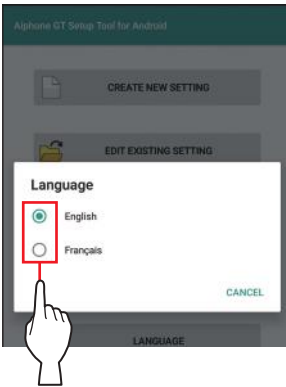 Aiphone GT Setup Tool for Android
CREATE NEW SETTING
EDIT EXISTING SETTING
Language
English
Français
CANCEL
LANGUAGE